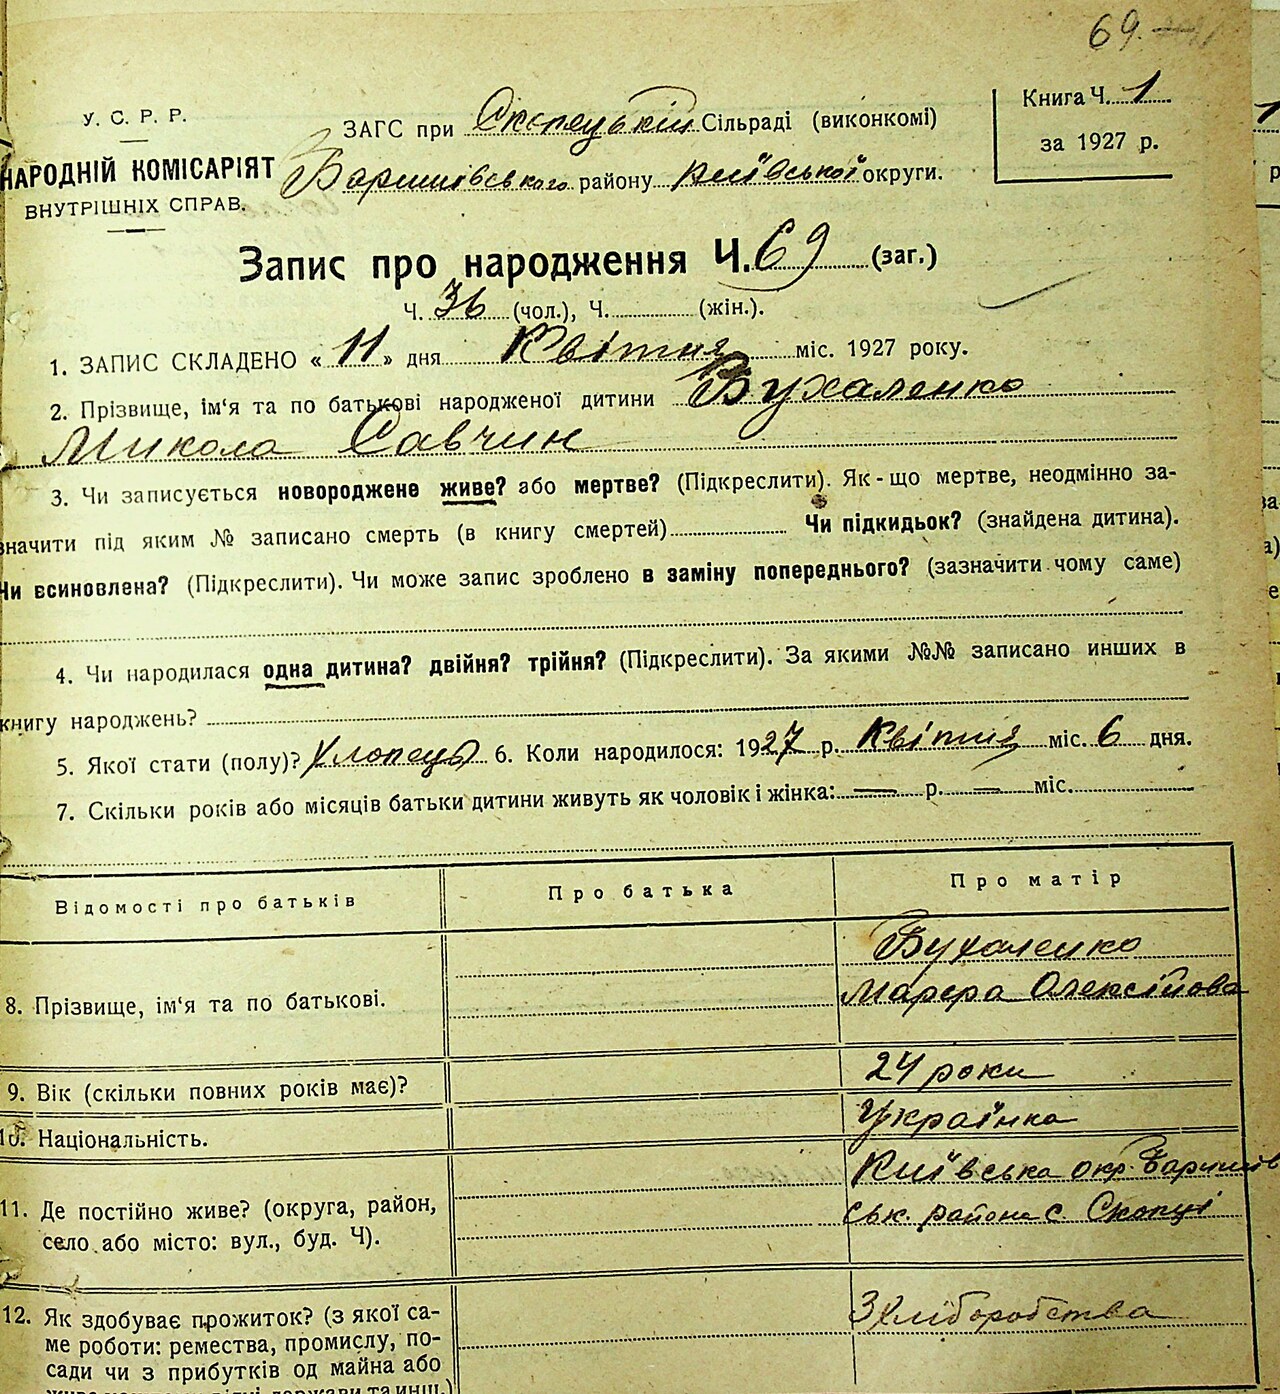 69.
У. С. Р. Р.
НАРОДНІЙ КОМІСАРІЯТ
ВНУТРІШНІХ СПРАВ.
ЗАГС при Скопецькій Сільраді (виконкомі)
Баришівського району Київської округи.
Книга Ч. 1
за 1927 р.
Запис про народження Ч. 69 (заг.)
Ч. 36 (чол.), Ч. (жін.).
1. ЗАПИС СКЛАДЕНО « 11 » дня Квітня міс. 1927 року.
2. Прізвище, ім‘я та по батькові народженої дитини Бухаленко
Микола Савчин
3. Чи записується новороджене живе? або мертве? (Підкреслити). Як-що мертве, неодмінно за-
значити під яким № записано смерть (в книгу смертей) Чи підкидьок? (знайдена дитина).
Чи всиновлена? (Підкреслити). Чи може запис зроблено в заміну попереднього? (зазначити чому саме)
4. Чи народилася одна дитина? двійня? трійня? (Підкреслити). За якими №№ записано инших в
книгу народжень?
5. Якої стати (полу)? Хлопець 6. Коли народилося: 1927 р. Квітня міс. 6 дня.
7. Скільки років або місяців батьки дитини живуть як чоловік і жінка: — р. — міс.
Відомості про батьків Про батька Про матір
8. Прізвище, ім‘я та по батькові. Бухаленко
Марфа Олексійова
9. Вік (скільки повних років має)? 24 роки
10. Національність. Українка
11. Де постійно живе? (округа, район,
село або місто: вул., буд. Ч). Київська окр. Баришів
ськ. района с. Скопці
12. Як здобуває прожиток? (з якої са-
ме роботи: ремества, промислу, по-
сади чи з прибутків од майна або
З хліборобства